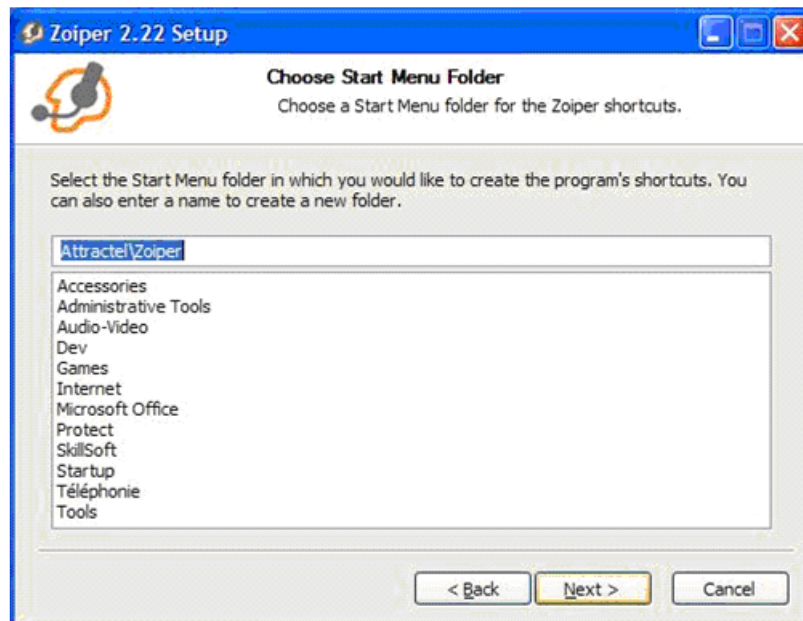 Zoiper 2.22 Setup
Choose Start Menu Folder
Choose a Start Menu folder for the Zoiper shortcuts.
Select the Start Menu folder in which you would like to create the program's shortcuts. You
can also enter a name to create a new folder.
Attractel\Zoiper
Accessories
Administrative Tools
Audio-Video
Dev
Games
Internet
Microsoft Office
Protect
SkillSoft
Startup
Téléphonie
Tools
< Back
Next >
Cancel